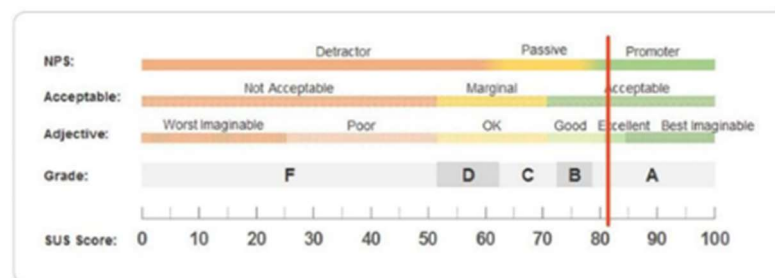 NPS: Detractor Passive Promoter
Acceptable: Not Acceptable Marginal Acceptable
Adjective: Worst Imaginable Poor OK Good Excellent Best Imaginable
Grade: F D C B A
SUS Score: 0 10 20 30 40 50 60 70 80 90 100